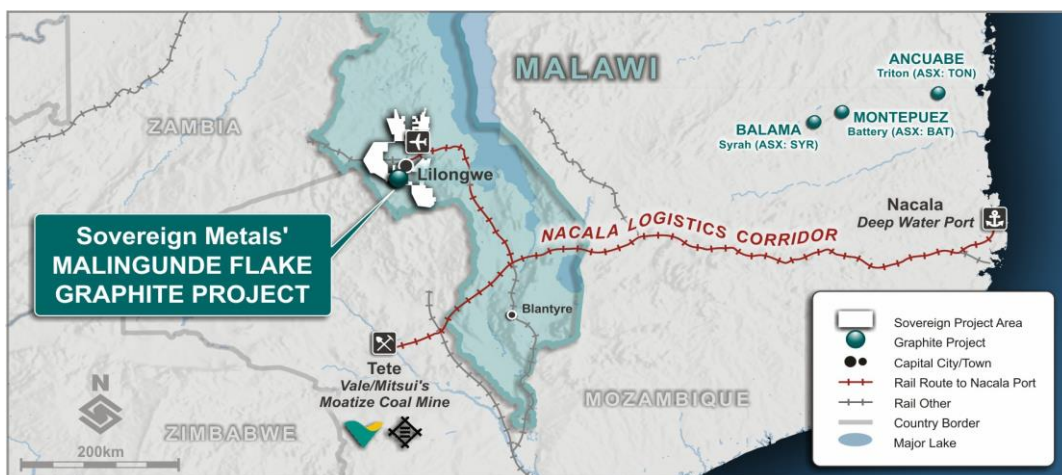 MALAWI
ZAMBIA
Lilongwe
Sovereign Metals'
MALINGUNDE FLAKE
GRAPHITE PROJECT
ANCUABE
Triton (ASX: TON)
MONTEPUEZ
Battery (ASX: BAT)
BALAMA
Syrah (ASX: SYR)
Nacala
Deep Water Port
NACALA LOGISTICS CORRIDOR
Blantyre
Tete
Vale/Mitsui's
Moatize Coal Mine
MOZAMBIQUE
ZIMBABWE
N
200km
Sovereign Project Area
Graphite Project
Capital City/Town
Rail Route to Nacala Port
Rail Other
Country Border
Major Lake